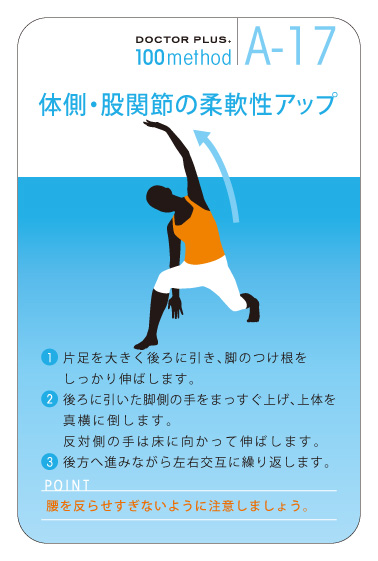 DOCTOR PLUS.
100method
A-17
体側・股関節の柔軟性アップ
1 片足を大きく後ろに引き、脚のつけ根を
しっかり伸ばします。
2 後ろに引いた脚側の手をまっすぐ上げ、上体を
真横に倒します。
反対側の手は床に向かって伸ばします。
3 後方へ進みながら左右交互に繰り返します。
POINT
腰を反らせすぎないように注意しましょう。